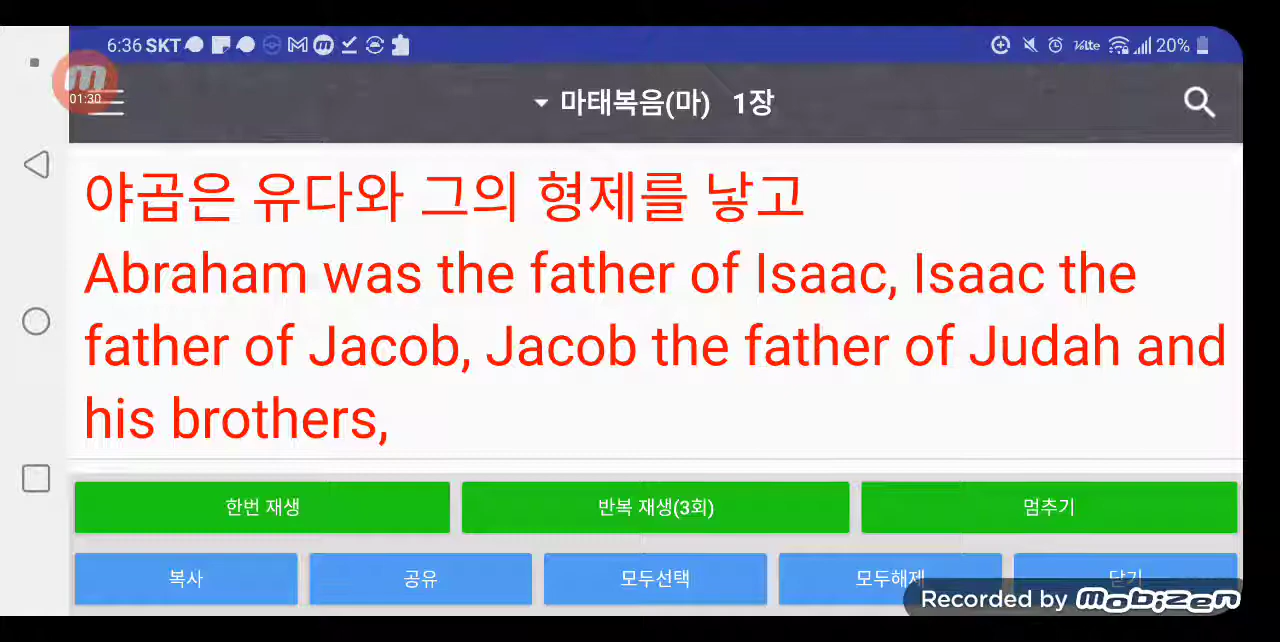 6:36 SKT
20%
01:30
마태복음(마) 1장
야곱은 유다와 그의 형제를 낳고
Abraham was the father of Isaac, Isaac the
father of Jacob, Jacob the father of Judah and
his brothers,
한번 재생
반복 재생(3회)
멈추기
복사
공유
모두선택
모두해제
닫기
Recorded by mobizen